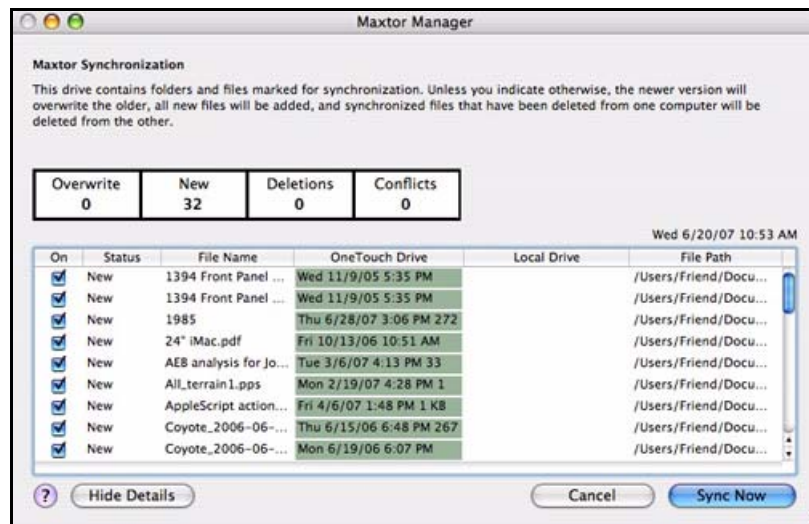 Maxtor Manager
Maxtor Synchronization
This drive contains folders and files marked for synchronization. Unless you indicate otherwise, the newer version will
overwrite the older, all new files will be added, and synchronized files that have been deleted from one computer will be
deleted from the other.
Overwrite New Deletions Conflicts
0 32 0 0
Wed 6/20/07 10:53 AM
On Status File Name OneTouch Drive Local Drive File Path
New 1394 Front Panel ... Wed 11/9/05 5:35 PM /Users/Friend/Docu...
New 1394 Front Panel ... Wed 11/9/05 5:35 PM /Users/Friend/Docu...
New 1985 Thu 6/28/07 3:06 PM 272 /Users/Friend/Docu...
New 24" iMac.pdf Fri 10/13/06 10:51 AM /Users/Friend/Docu...
New AEB analysis for Jo... Tue 3/6/07 4:13 PM 33 /Users/Friend/Docu...
New All_terrain1.pps Mon 2/19/07 4:28 PM 1 /Users/Friend/Docu...
New AppleScript action... Fri 4/6/07 1:48 PM 1 KB /Users/Friend/Docu...
New Coyote_2006-06-... Thu 6/15/06 6:48 PM 267 /Users/Friend/Docu...
New Coyote_2006-06-... Mon 6/19/06 6:07 PM /Users/Friend/Docu...
? Hide Details Cancel Sync Now